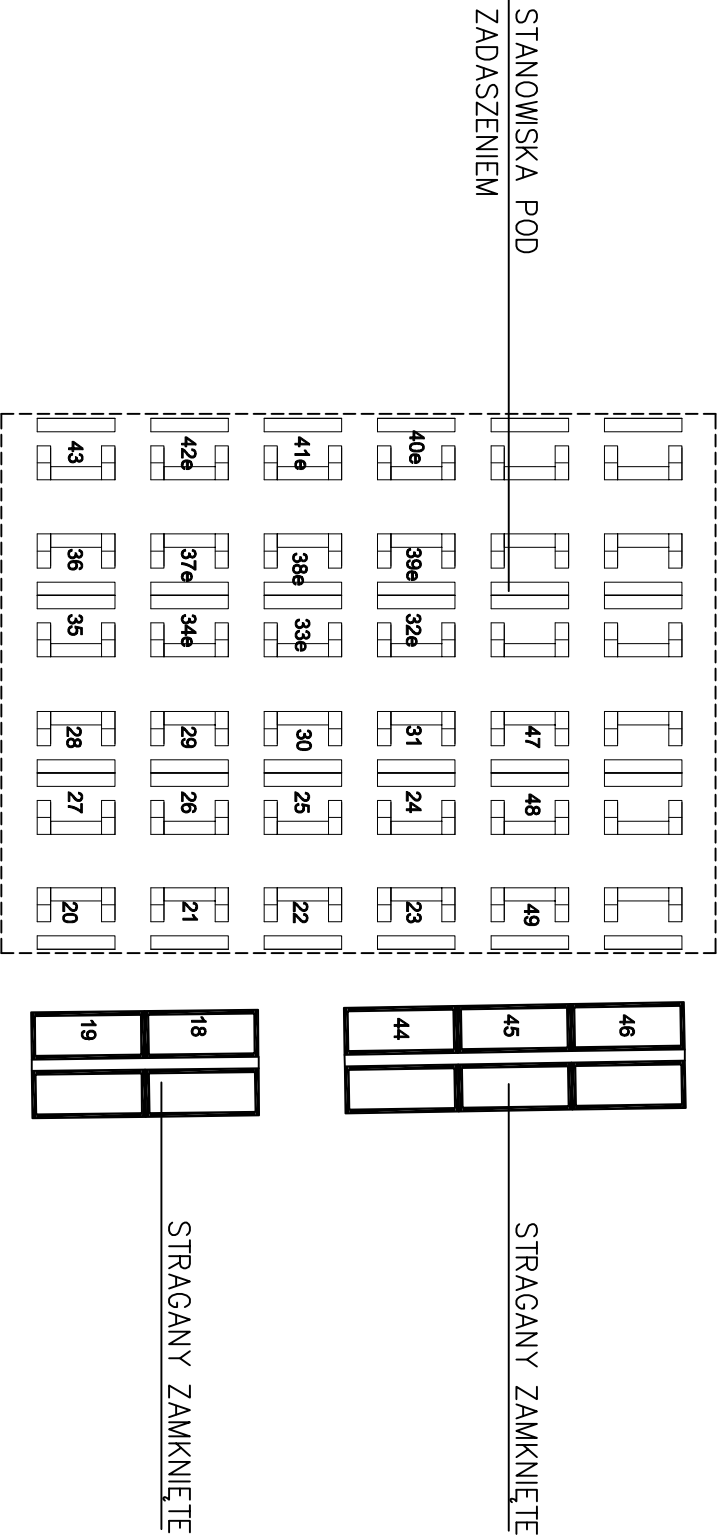 STANOWISKA POD
ZADASZENIEM
43 42e 41e 40e
36 37e 38e 39e
35 34e 33e 32e
28 29 30 31 47
27 26 25 24 48
20 21 22 23 49
19 18 44 45 46
STRAGANY ZAMKNIĘTE
STRAGANY ZAMKNIĘTE